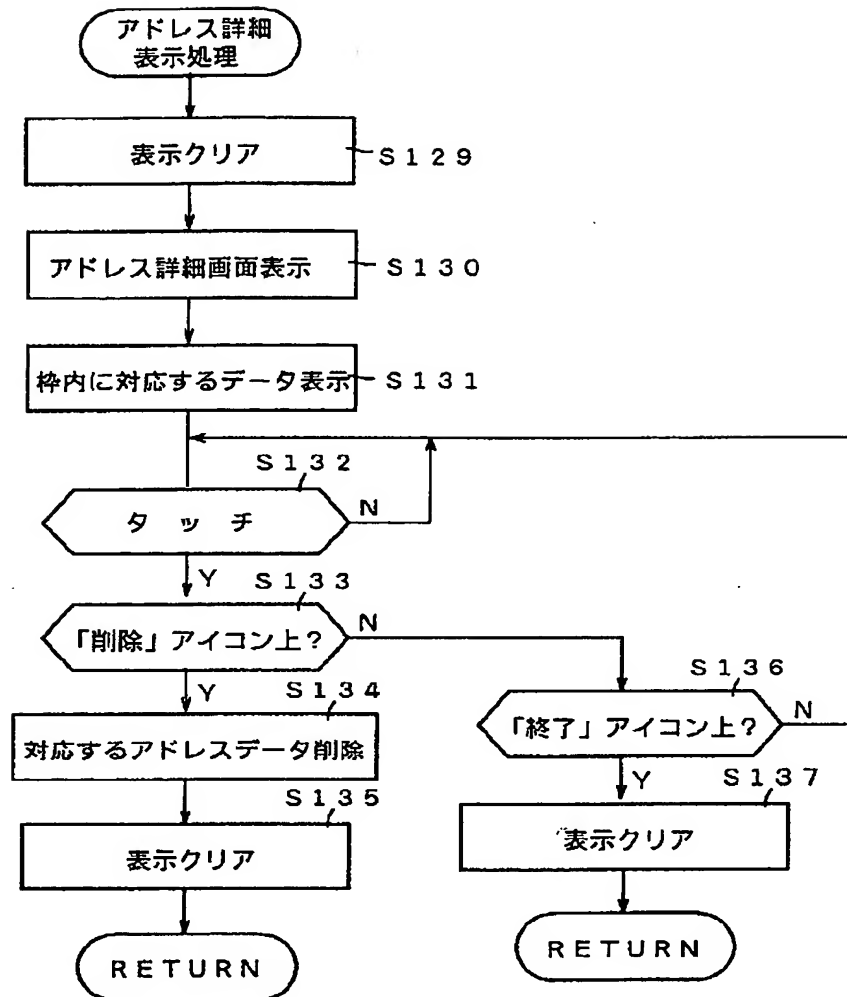 アドレス詳細
表示処理
表示クリア
S129
アドレス詳細画面表示
S130
枠内に対応するデータ表示
S131
S132
タッチ
N
Y
S133
「削除」アイコン上?
N
Y
S134
対応するアドレスデータ削除
S135
表示クリア
RETURN
S136
「終了」アイコン上?
N
Y
S137
表示クリア
RETURN